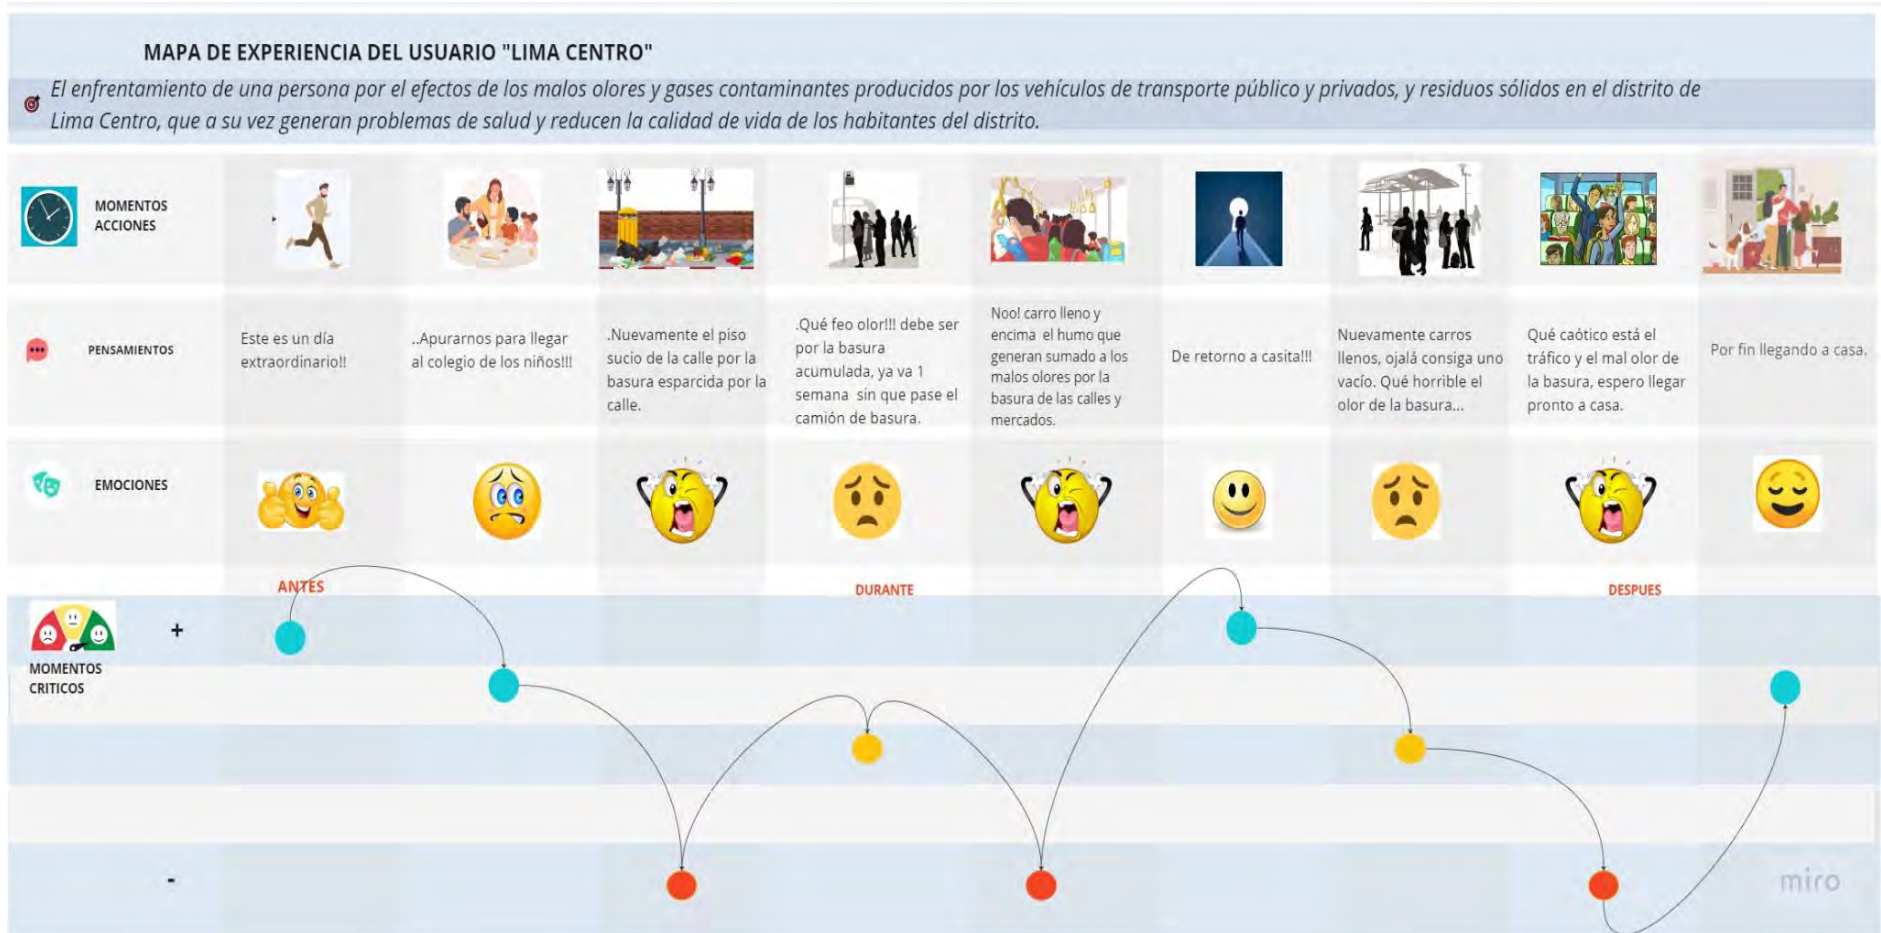 MAPA DE EXPERIENCIA DEL USUARIO "LIMA CENTRO"
El enfrentamiento de una persona por el efectos de los malos olores y gases contaminantes producidos por los vehículos de transporte público y privados, y residuos sólidos en el distrito de
Lima Centro, que a su vez generan problemas de salud y reducen la calidad de vida de los habitantes del distrito.
MOMENTOS
ACCIONES
PENSAMIENTOS
Este es un día
extraordinario!!
..Apurarnos para llegar
al colegio de los niños!!!
.Nuevamente el piso
sucio de la calle por la
basura esparcida por la
calle.
.Qué feo olor!!! debe ser
por la basura
acumulada, ya va 1
semana sin que pase el
camión de basura.
Noo! carro lleno y
encima el humo que
generan sumado a los
malos olores por la
basura de las calles y
mercados.
De retorno a casita!!!
Nuevamente carros
llenos, ojalá consiga uno
vacío. Qué horrible el
olor de la basura...
Qué caótico está el
tráfico y el mal olor de
la basura, espero llegar
pronto a casa.
Por fin llegando a casa.
EMOCIONES
ANTES
DURANTE
DESPUES
+
MOMENTOS
CRITICOS
-
miro